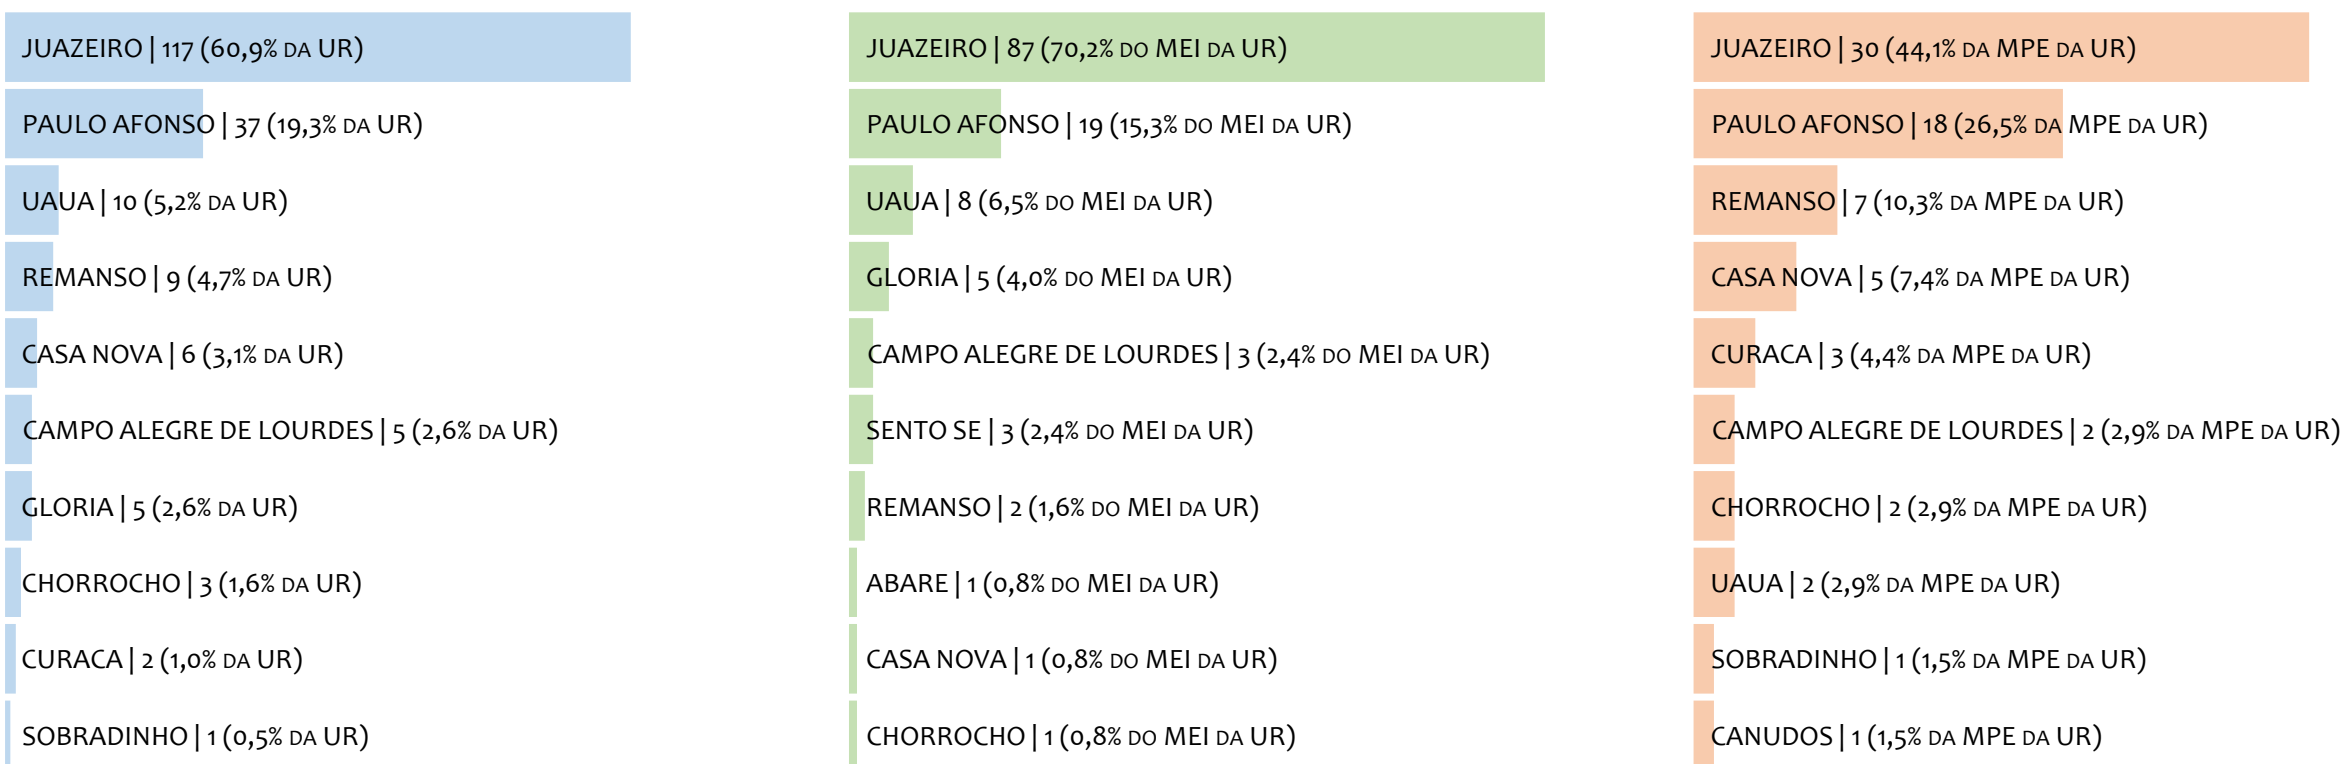 JUAZEIRO | 117 (60,9% DA UR)
PAULO AFONSO | 37 (19,3% DA UR)
UAUA | 10 (5,2% DA UR)
REMANSO | 9 (4,7% DA UR)
CASA NOVA | 6 (3,1% DA UR)
CAMPO ALEGRE DE LOURDES | 5 (2,6% DA UR)
GLORIA | 5 (2,6% DA UR)
CHORROCHO | 3 (1,6% DA UR)
CURACA | 2 (1,0% DA UR)
SOBRADINHO | 1 (0,5% DA UR)
JUAZEIRO | 87 (70,2% DO MEI DA UR)
PAULO AFONSO | 19 (15,3% DO MEI DA UR)
UAUA | 8 (6,5% DO MEI DA UR)
GLORIA | 5 (4,0% DO MEI DA UR)
CAMPO ALEGRE DE LOURDES | 3 (2,4% DO MEI DA UR)
SENTO SE | 3 (2,4% DO MEI DA UR)
REMANSO | 2 (1,6% DO MEI DA UR)
ABARE | 1 (0,8% DO MEI DA UR)
CASA NOVA | 1 (0,8% DO MEI DA UR)
CHORROCHO | 1 (0,8% DO MEI DA UR)
JUAZEIRO | 30 (44,1% DA MPE DA UR)
PAULO AFONSO | 18 (26,5% DA MPE DA UR)
REMANSO | 7 (10,3% DA MPE DA UR)
CASA NOVA | 5 (7,4% DA MPE DA UR)
CURACA | 3 (4,4% DA MPE DA UR)
CAMPO ALEGRE DE LOURDES | 2 (2,9% DA MPE DA UR)
CHORROCHO | 2 (2,9% DA MPE DA UR)
UAUA | 2 (2,9% DA MPE DA UR)
SOBRADINHO | 1 (1,5% DA MPE DA UR)
CANUDOS | 1 (1,5% DA MPE DA UR)